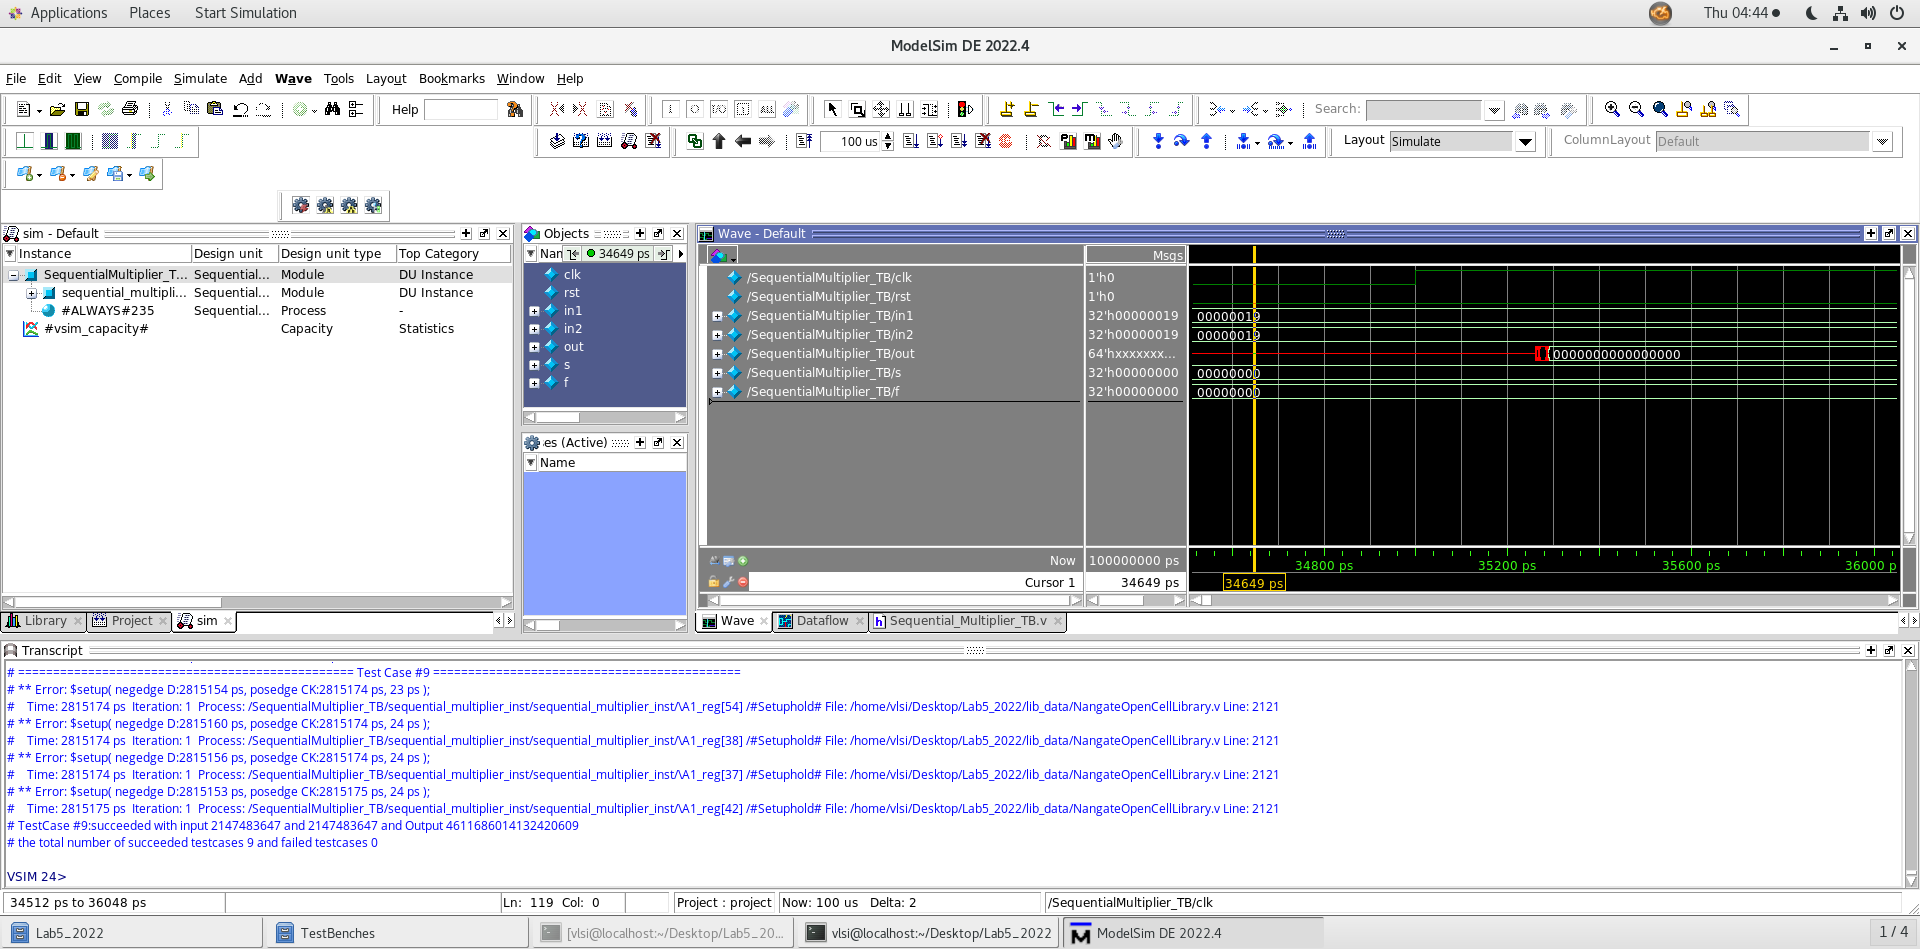 Applications Places Start Simulation Thu 04:44
ModelSim DE 2022.4
File Edit View Compile Simulate Add Wave Tools Layout Bookmarks Window Help
Help Search:
100 us Layout Simulate ColumnLayout Default
sim - Default
Instance Design unit Design unit type Top Category
SequentialMultiplier_T... Sequential... Module DU Instance
sequential_multipli... Sequential... Module DU Instance
#ALWAYS#235 Sequential... Process -
#vsim_capacity# Capacity Statistics
Objects
Nan 34649 ps
clk
rst
in1
in2
out
s
f
es (Active)
Name
Wave - Default
Msgs
/SequentialMultiplier_TB/clk 1'h0
/SequentialMultiplier_TB/rst 1'h0
/SequentialMultiplier_TB/in1 32'h00000019 00000019
/SequentialMultiplier_TB/in2 32'h00000019 00000019
/SequentialMultiplier_TB/out 64'hxxxxxxx... 0000000000000000
/SequentialMultiplier_TB/s 32'h00000000 00000000
/SequentialMultiplier_TB/f 32'h00000000 00000000
Now 100000000 ps 34800 ps 35200 ps 35600 ps 36000 p
Cursor 1 34649 ps 34649 ps
Library Project sim
Wave Dataflow Sequential_Multiplier_TB.v
Transcript
# ================================================ Test Case #9 ============================================
# ** Error: $setup( negedge D:2815154 ps, posedge CK:2815174 ps, 23 ps );
# Time: 2815174 ps Iteration: 1 Process: /SequentialMultiplier_TB/sequential_multiplier_inst/sequential_multiplier_inst/\A1_reg[54] /#Setuphold# File: /home/vlsi/Desktop/Lab5_2022/lib_data/NangateOpenCellLibrary.v Line: 2121
# ** Error: $setup( negedge D:2815160 ps, posedge CK:2815174 ps, 24 ps );
# Time: 2815174 ps Iteration: 1 Process: /SequentialMultiplier_TB/sequential_multiplier_inst/sequential_multiplier_inst/\A1_reg[38] /#Setuphold# File: /home/vlsi/Desktop/Lab5_2022/lib_data/NangateOpenCellLibrary.v Line: 2121
# ** Error: $setup( negedge D:2815156 ps, posedge CK:2815174 ps, 24 ps );
# Time: 2815174 ps Iteration: 1 Process: /SequentialMultiplier_TB/sequential_multiplier_inst/sequential_multiplier_inst/\A1_reg[37] /#Setuphold# File: /home/vlsi/Desktop/Lab5_2022/lib_data/NangateOpenCellLibrary.v Line: 2121
# ** Error: $setup( negedge D:2815153 ps, posedge CK:2815175 ps, 24 ps );
# Time: 2815175 ps Iteration: 1 Process: /SequentialMultiplier_TB/sequential_multiplier_inst/sequential_multiplier_inst/\A1_reg[42] /#Setuphold# File: /home/vlsi/Desktop/Lab5_2022/lib_data/NangateOpenCellLibrary.v Line: 2121
# TestCase #9:succeeded with input 2147483647 and 2147483647 and Output 4611686014132420609
# the total number of succeeded testcases 9 and failed testcases 0
VSIM 24>
34512 ps to 36048 ps Ln: 119 Col: 0 Project : project Now: 100 us Delta: 2 /SequentialMultiplier_TB/clk
Lab5_2022 TestBenches [vlsi@localhost:~/Desktop/Lab5_20... vlsi@localhost:~/Desktop/Lab5_2022 ModelSim DE 2022.4 1 / 4